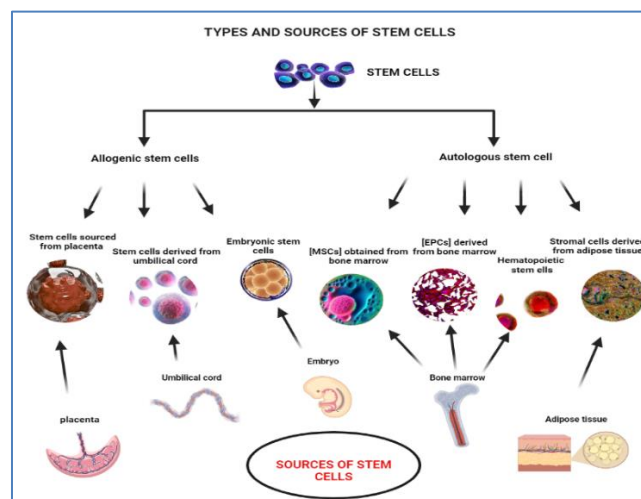 TYPES AND SOURCES OF STEM CELLS
STEM CELLS
Allogenic stem cells
Autologous stem cell
Stem cells sourced
from placenta
Stem cells derived from
umbilical cord
Embryonic stem
cells
[MSCs] obtained from
bone marrow
[EPCs] derived
from bone marrow
Hematopoietic
stem ells
Stromal cells derived
from adipose tissue
placenta
Umbilical cord
Embryo
Bone marrow
Adipose tissue
SOURCES OF STEM
CELLS